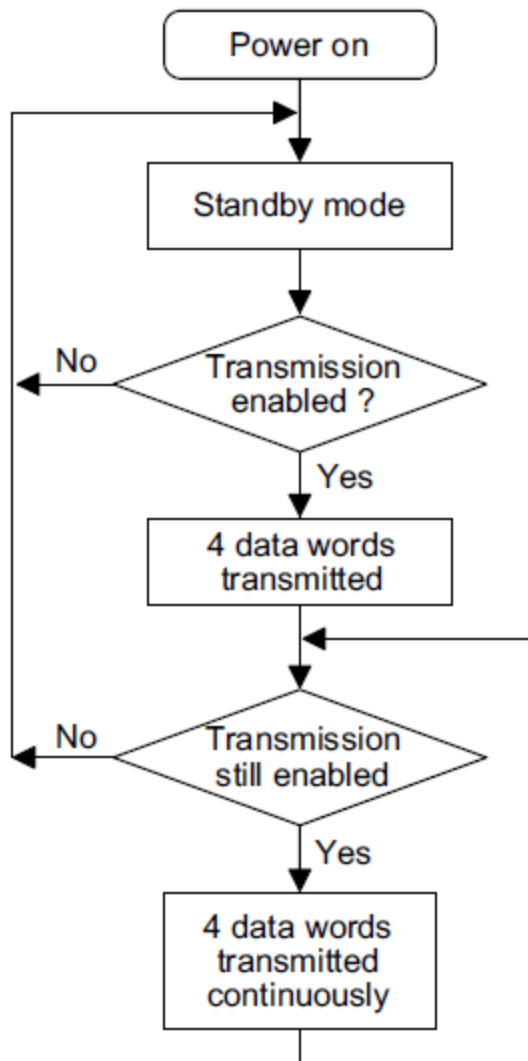 Power on
Standby mode
No
Transmission
enabled ?
Yes
4 data words
transmitted
No
Transmission
still enabled
Yes
4 data words
transmitted
continuously